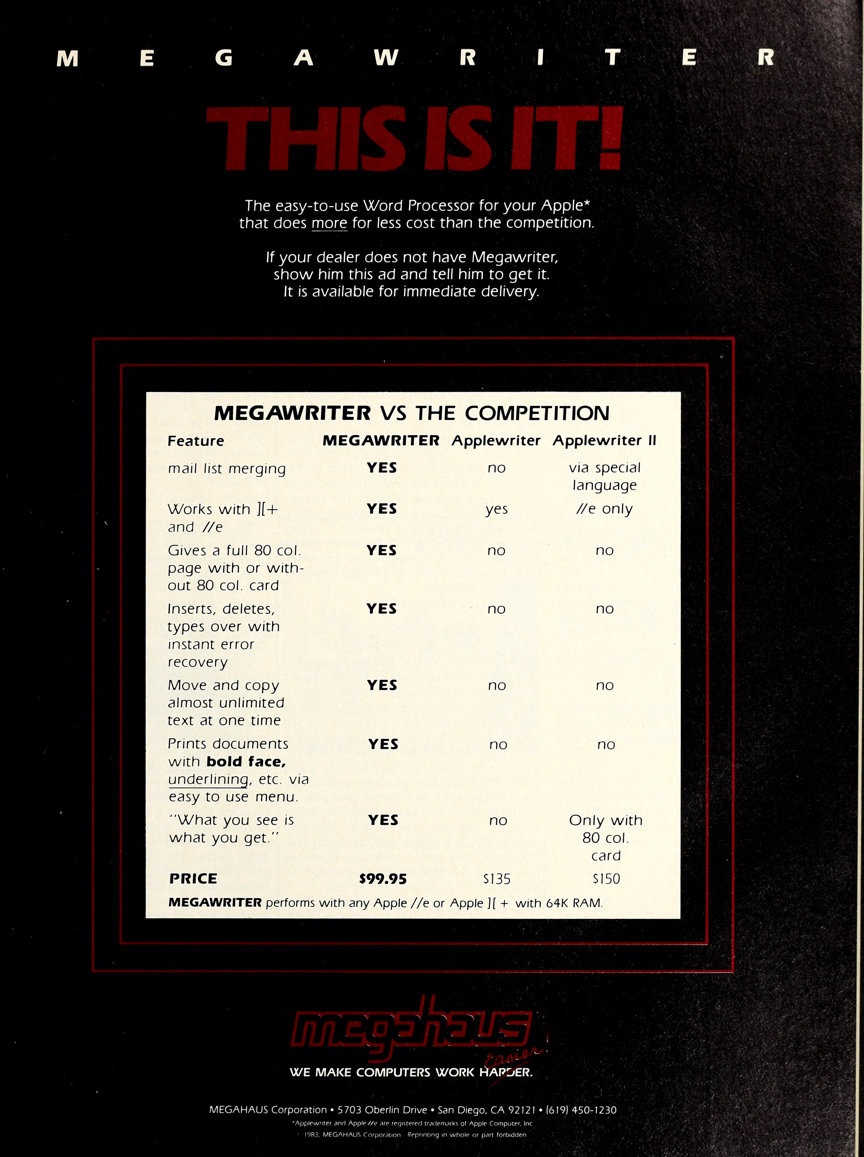 MEGAWRITER
THIS IS IT!
The easy-to-use Word Processor for your Apple*
that does more for less cost than the competition.
If your dealer does not have Megawriter,
show him this ad and tell him to get it.
It is available for immediate delivery.
MEGAWRITER VS THE COMPETITION
Feature MEGAWRITER Applewriter Applewriter II
mail list merging YES no via special
language
Works with ][+ YES yes //e only
and //e
Gives a full 80 col. YES no no
page with or with-
out 80 col. card
Inserts, deletes, YES no no
types over with
instant error
recovery
Move and copy YES no no
almost unlimited
text at one time
Prints documents YES no no
with bold face,
underlining, etc. via
easy to use menu.
"What you see is YES no Only with
what you get." 80 col.
card
PRICE $99.95 $135 $150
MEGAWRITER performs with any Apple //e or Apple ][ + with 64K RAM.
megahaus
Easier
WE MAKE COMPUTERS WORK HARDER.
MEGAHAUS Corporation • 5703 Oberlin Drive • San Diego, CA 92121 • (619) 450-1230
*Applewriter and Apple //e are registered trademarks of Apple Computer, Inc
1983, MEGAHAUS Corporation Reprinting in whole or part forbidden